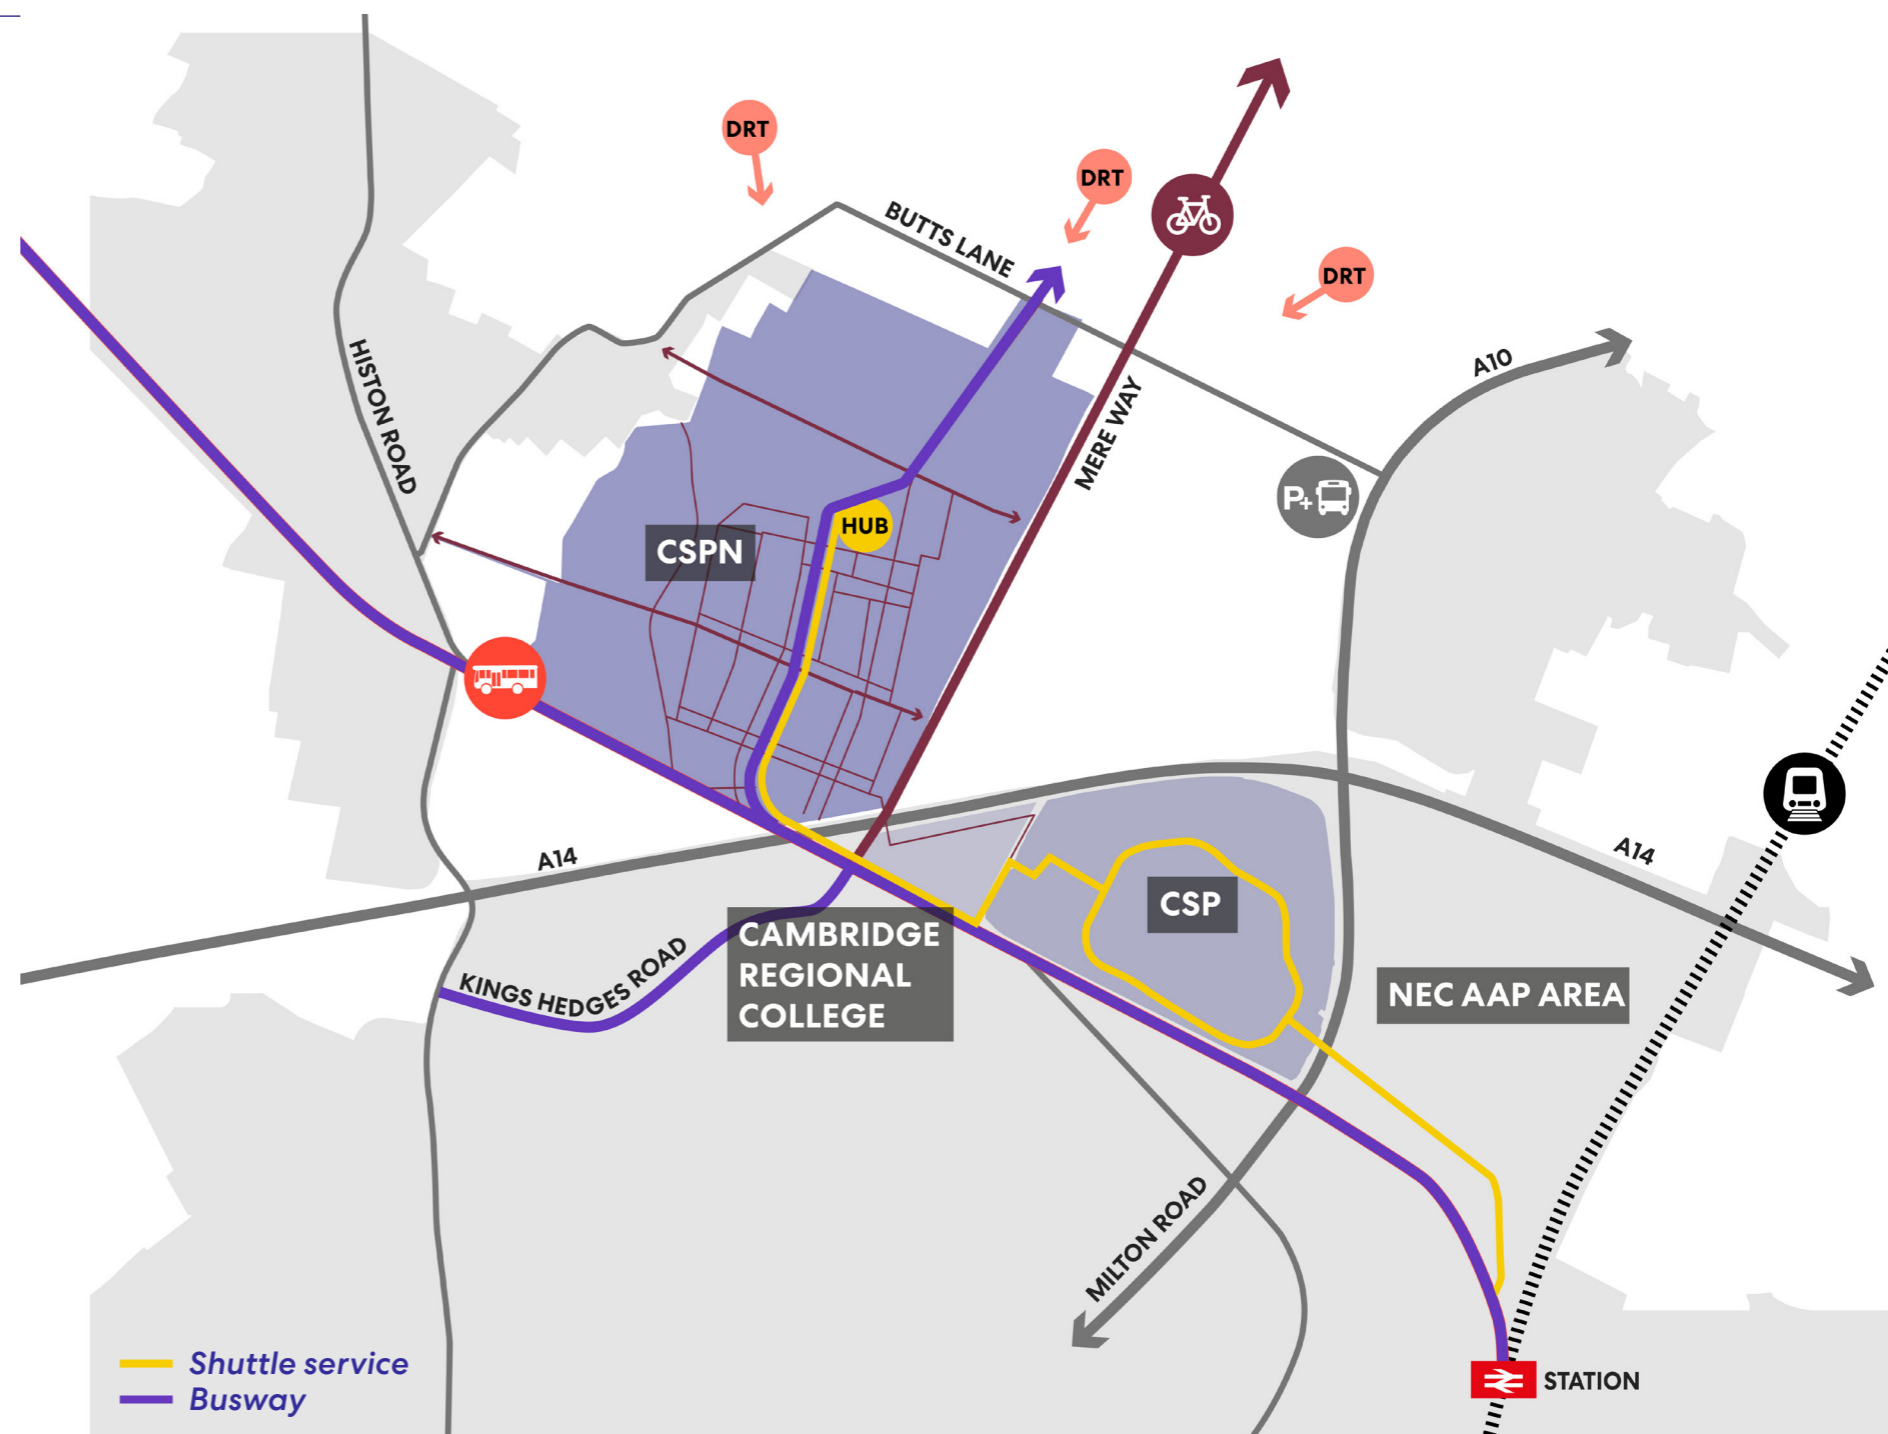 DRT
DRT
BUTTS LANE
DRT
HISTON ROAD
A10
MERE WAY
P+
HUB
CSPN
A14
A14
CSP
CAMBRIDGE
REGIONAL
COLLEGE
KINGS HEDGES ROAD
NEC AAP AREA
MILTON ROAD
Shuttle service
Busway
STATION